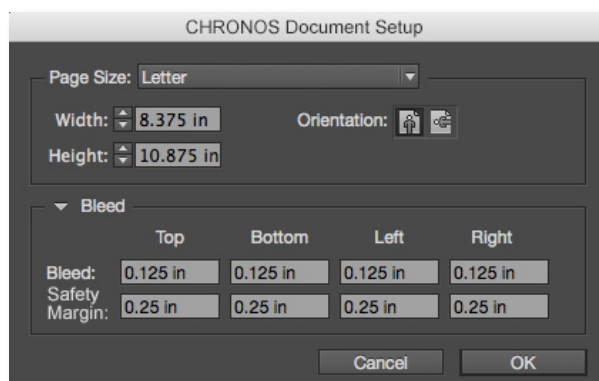 CHRONOS Document Setup
Page Size: Letter
Width: 8.375 in Orientation:
Height: 10.875 in
Bleed
Top Bottom Left Right
Bleed: 0.125 in 0.125 in 0.125 in 0.125 in
Safety
Margin: 0.25 in 0.25 in 0.25 in 0.25 in
Cancel OK